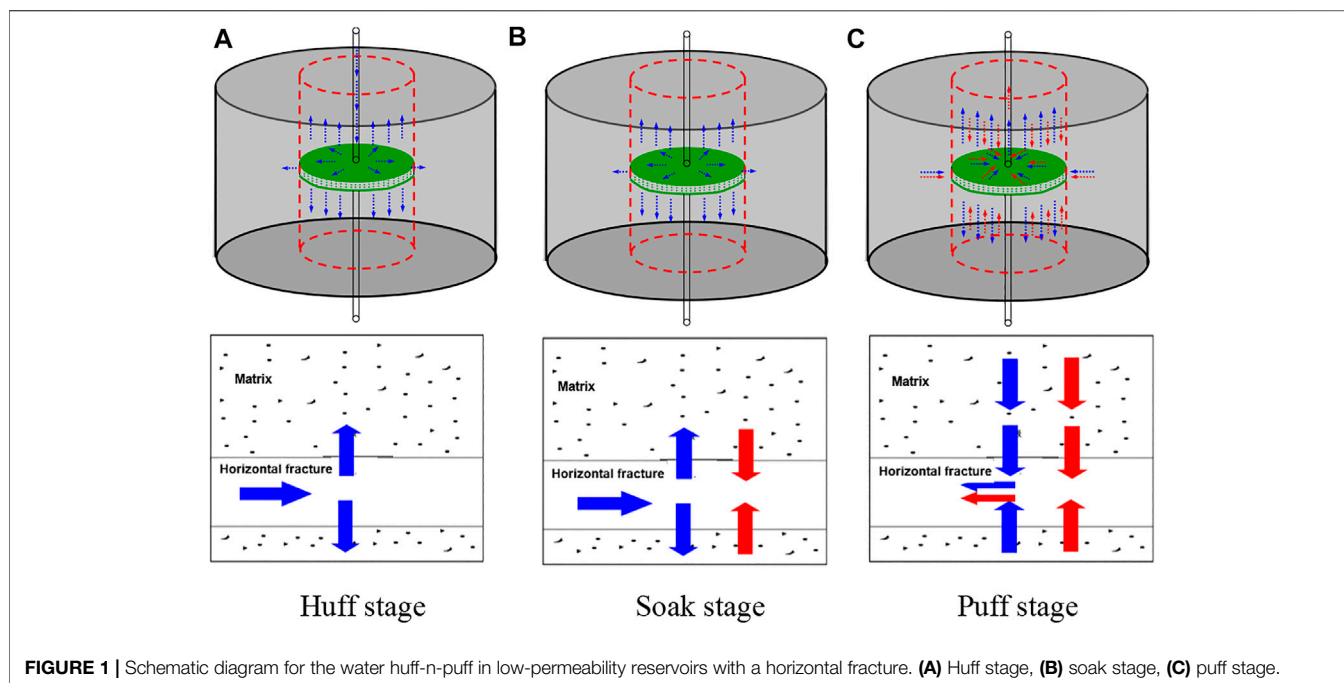 A
B
C
Matrix
Horizontal fracture
Matrix
Horizontal fracture
Matrix
Horizontal fracture
Huff stage
Soak stage
Puff stage
FIGURE 1 | Schematic diagram for the water huff-n-puff in low-permeability reservoirs with a horizontal fracture. (A) Huff stage, (B) soak stage, (C) puff stage.